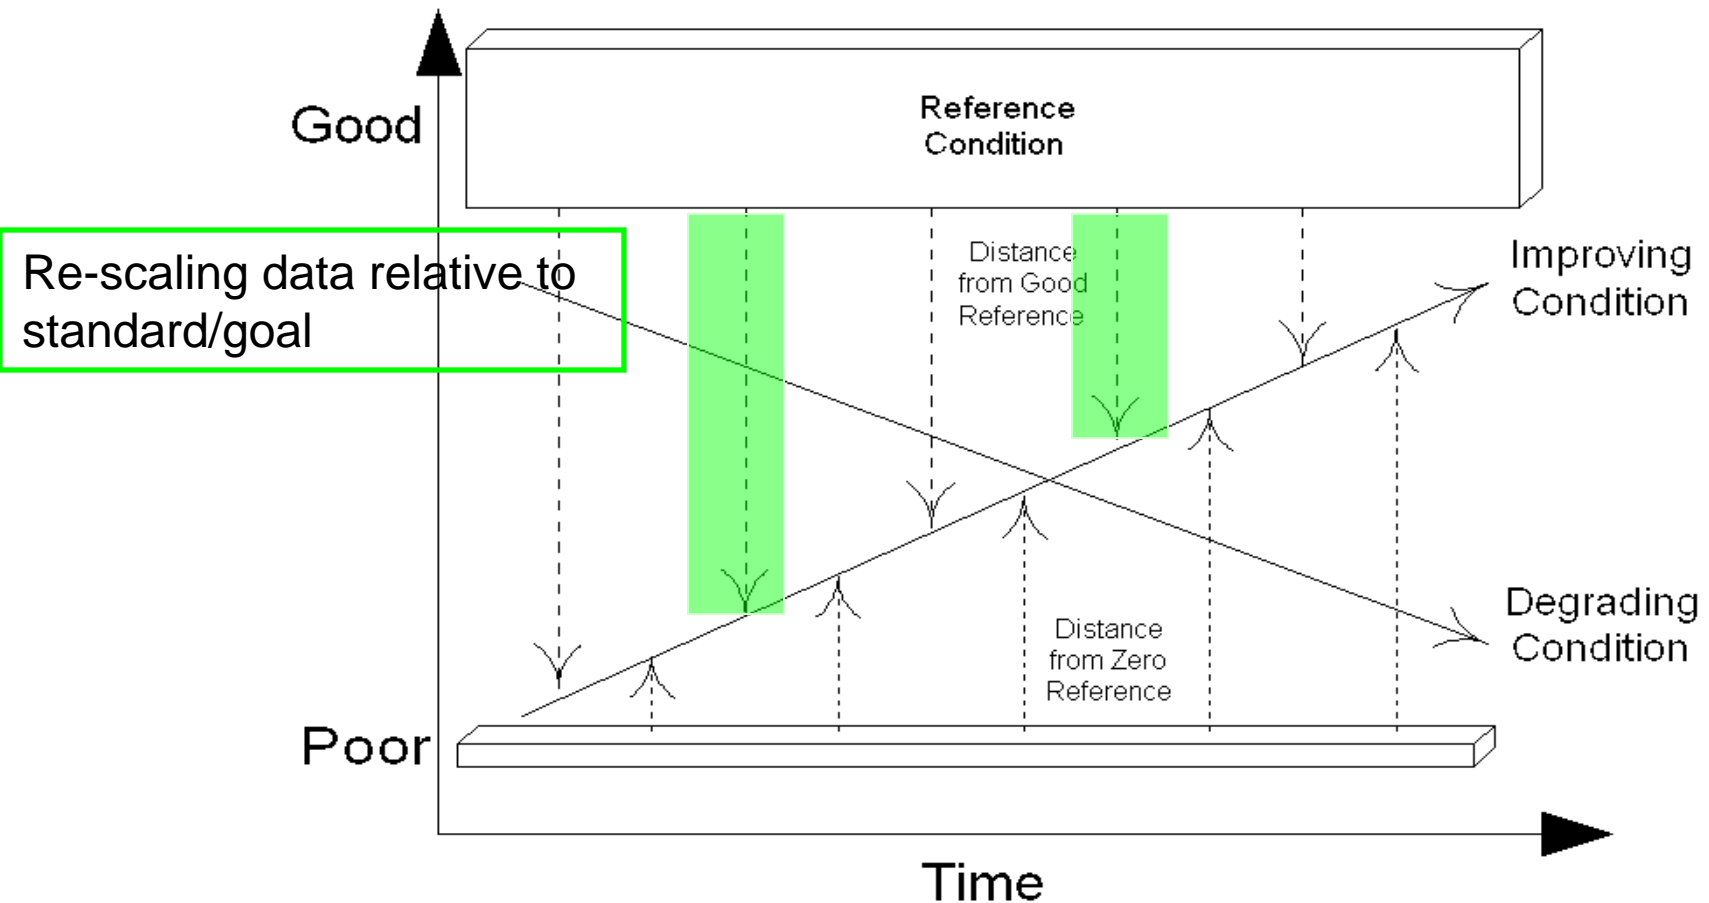 Reference
Condition
Good
Re-scaling data relative to
standard/goal
Distance
from Good
Reference
Improving
Condition
Degrading
Condition
Distance
from Zero
Reference
Poor
Time